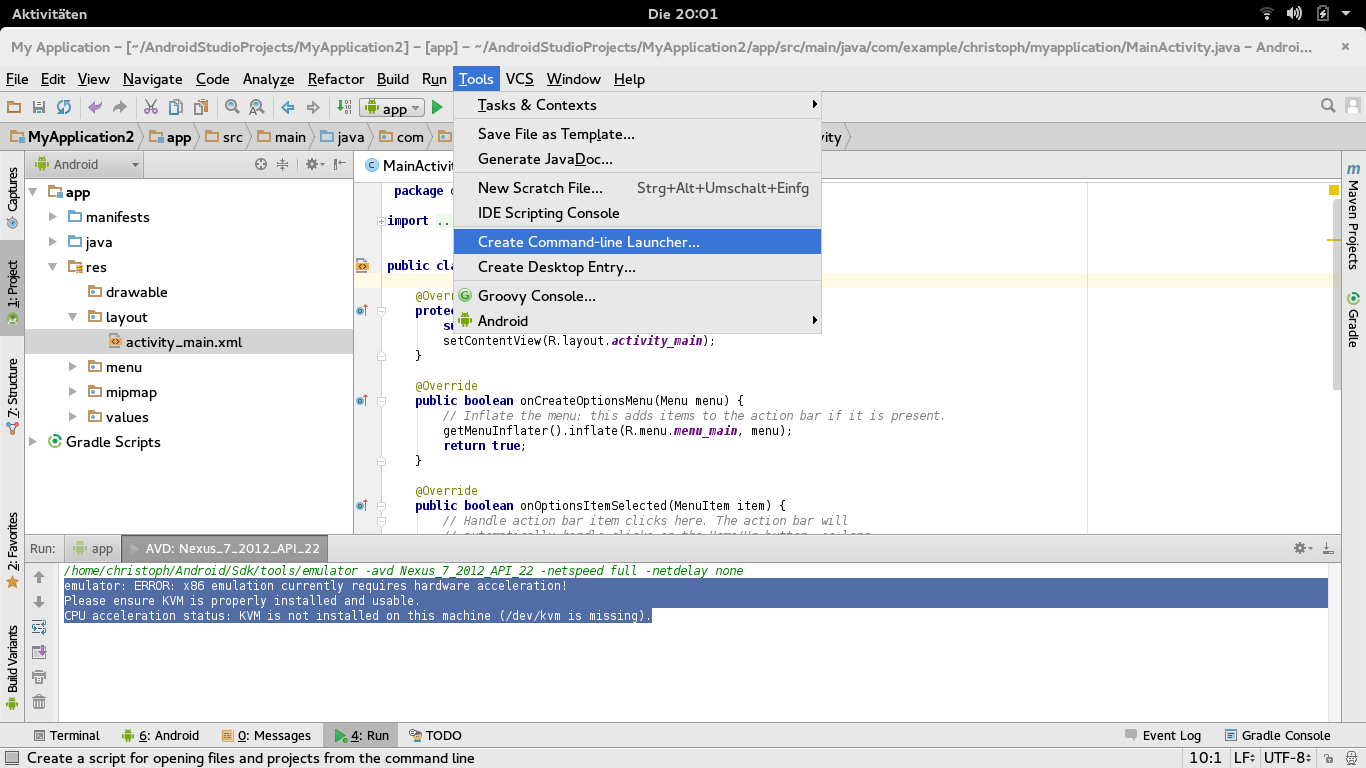 Aktivitäten
Die 20:01
My Application – [~/AndroidStudioProjects/MyApplication2] – [app] – ~/AndroidStudioProjects/MyApplication2/app/src/main/java/com/example/christoph/myapplication/MainActivity.java – Androi...
File Edit View Navigate Code Analyze Refactor Build Run Tools VCS Window Help
app
MyApplication2 app src main java com
Tasks & Contexts
Save File as Template...
Generate JavaDoc...
New Scratch File... Strg+Alt+Umschalt+Einfg
IDE Scripting Console
Create Command-line Launcher...
Create Desktop Entry...
Groovy Console...
Android
Captures
1: Project
7: Structure
2: Favorites
Build Variants
Android
app
manifests
java
res
drawable
layout
activity_main.xml
menu
mipmap
values
Gradle Scripts
MainActivi
package
import ..
public cla
@Overr
protec
su
setContentView(R.layout.activity_main);
}
@Override
public boolean onCreateOptionsMenu(Menu menu) {
// Inflate the menu; this adds items to the action bar if it is present.
getMenuInflater().inflate(R.menu.menu_main, menu);
return true;
}
@Override
public boolean onOptionsItemSelected(MenuItem item) {
// Handle action bar item clicks here. The action bar will
Maven Projects
Gradle
Run: app AVD: Nexus_7_2012_API_22
/home/christoph/Android/Sdk/tools/emulator -avd Nexus_7_2012_API_22 -netspeed full -netdelay none
emulator: ERROR: x86 emulation currently requires hardware acceleration!
Please ensure KVM is properly installed and usable.
CPU acceleration status: KVM is not installed on this machine (/dev/kvm is missing).
Terminal 6: Android 0: Messages 4: Run TODO Event Log Gradle Console
Create a script for opening files and projects from the command line 10:1 LF UTF-8